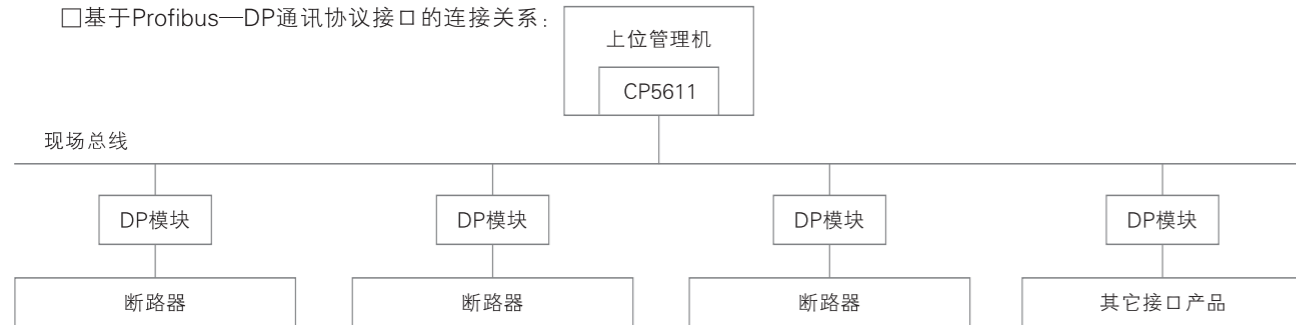 □基于Profibus—DP通讯协议接口的连接关系：
上位管理机
CP5611
现场总线
DP模块 DP模块 DP模块 DP模块
断路器 断路器 断路器 其它接口产品